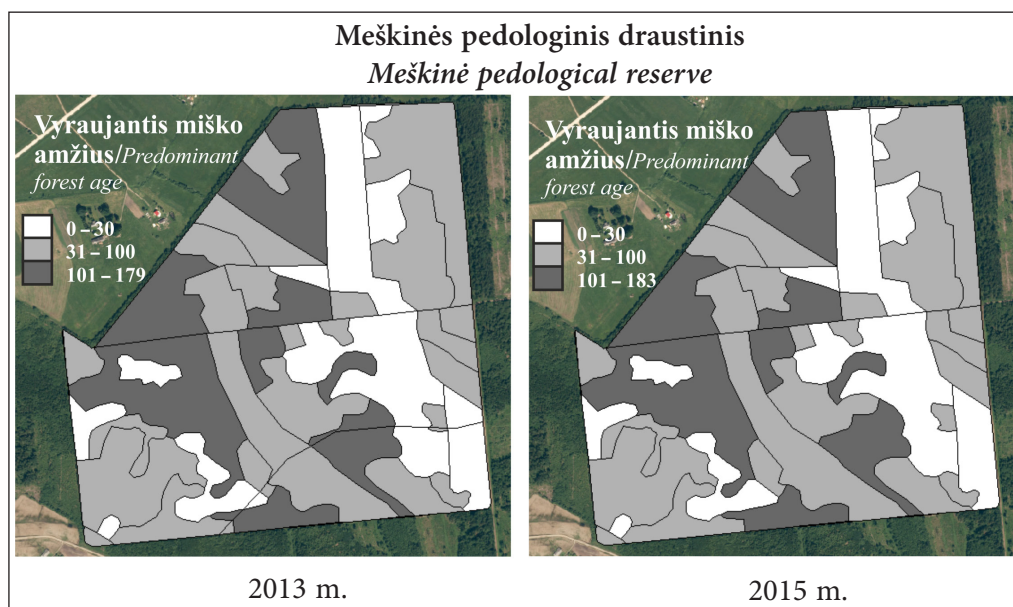 Meškinės pedologinis draustinis
Meškinė pedological reserve
Vyraujantis miško
amžius/Predominant
forest age
0 – 30
31 – 100
101 – 179
2013 m.
Vyraujantis miško
amžius/Predominant
forest age
0 – 30
31 – 100
101 – 183
2015 m.